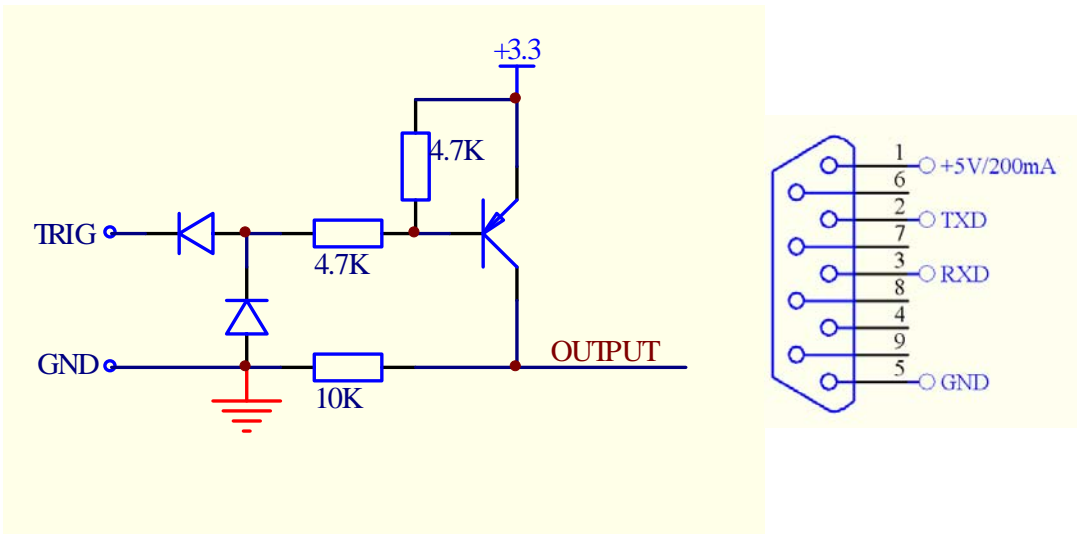 +3.3
4.7K
TRIG
4.7K
GND
10K
OUTPUT
1
+5V/200mA
6
2
TXD
7
3
RXD
8
4
9
5
GND